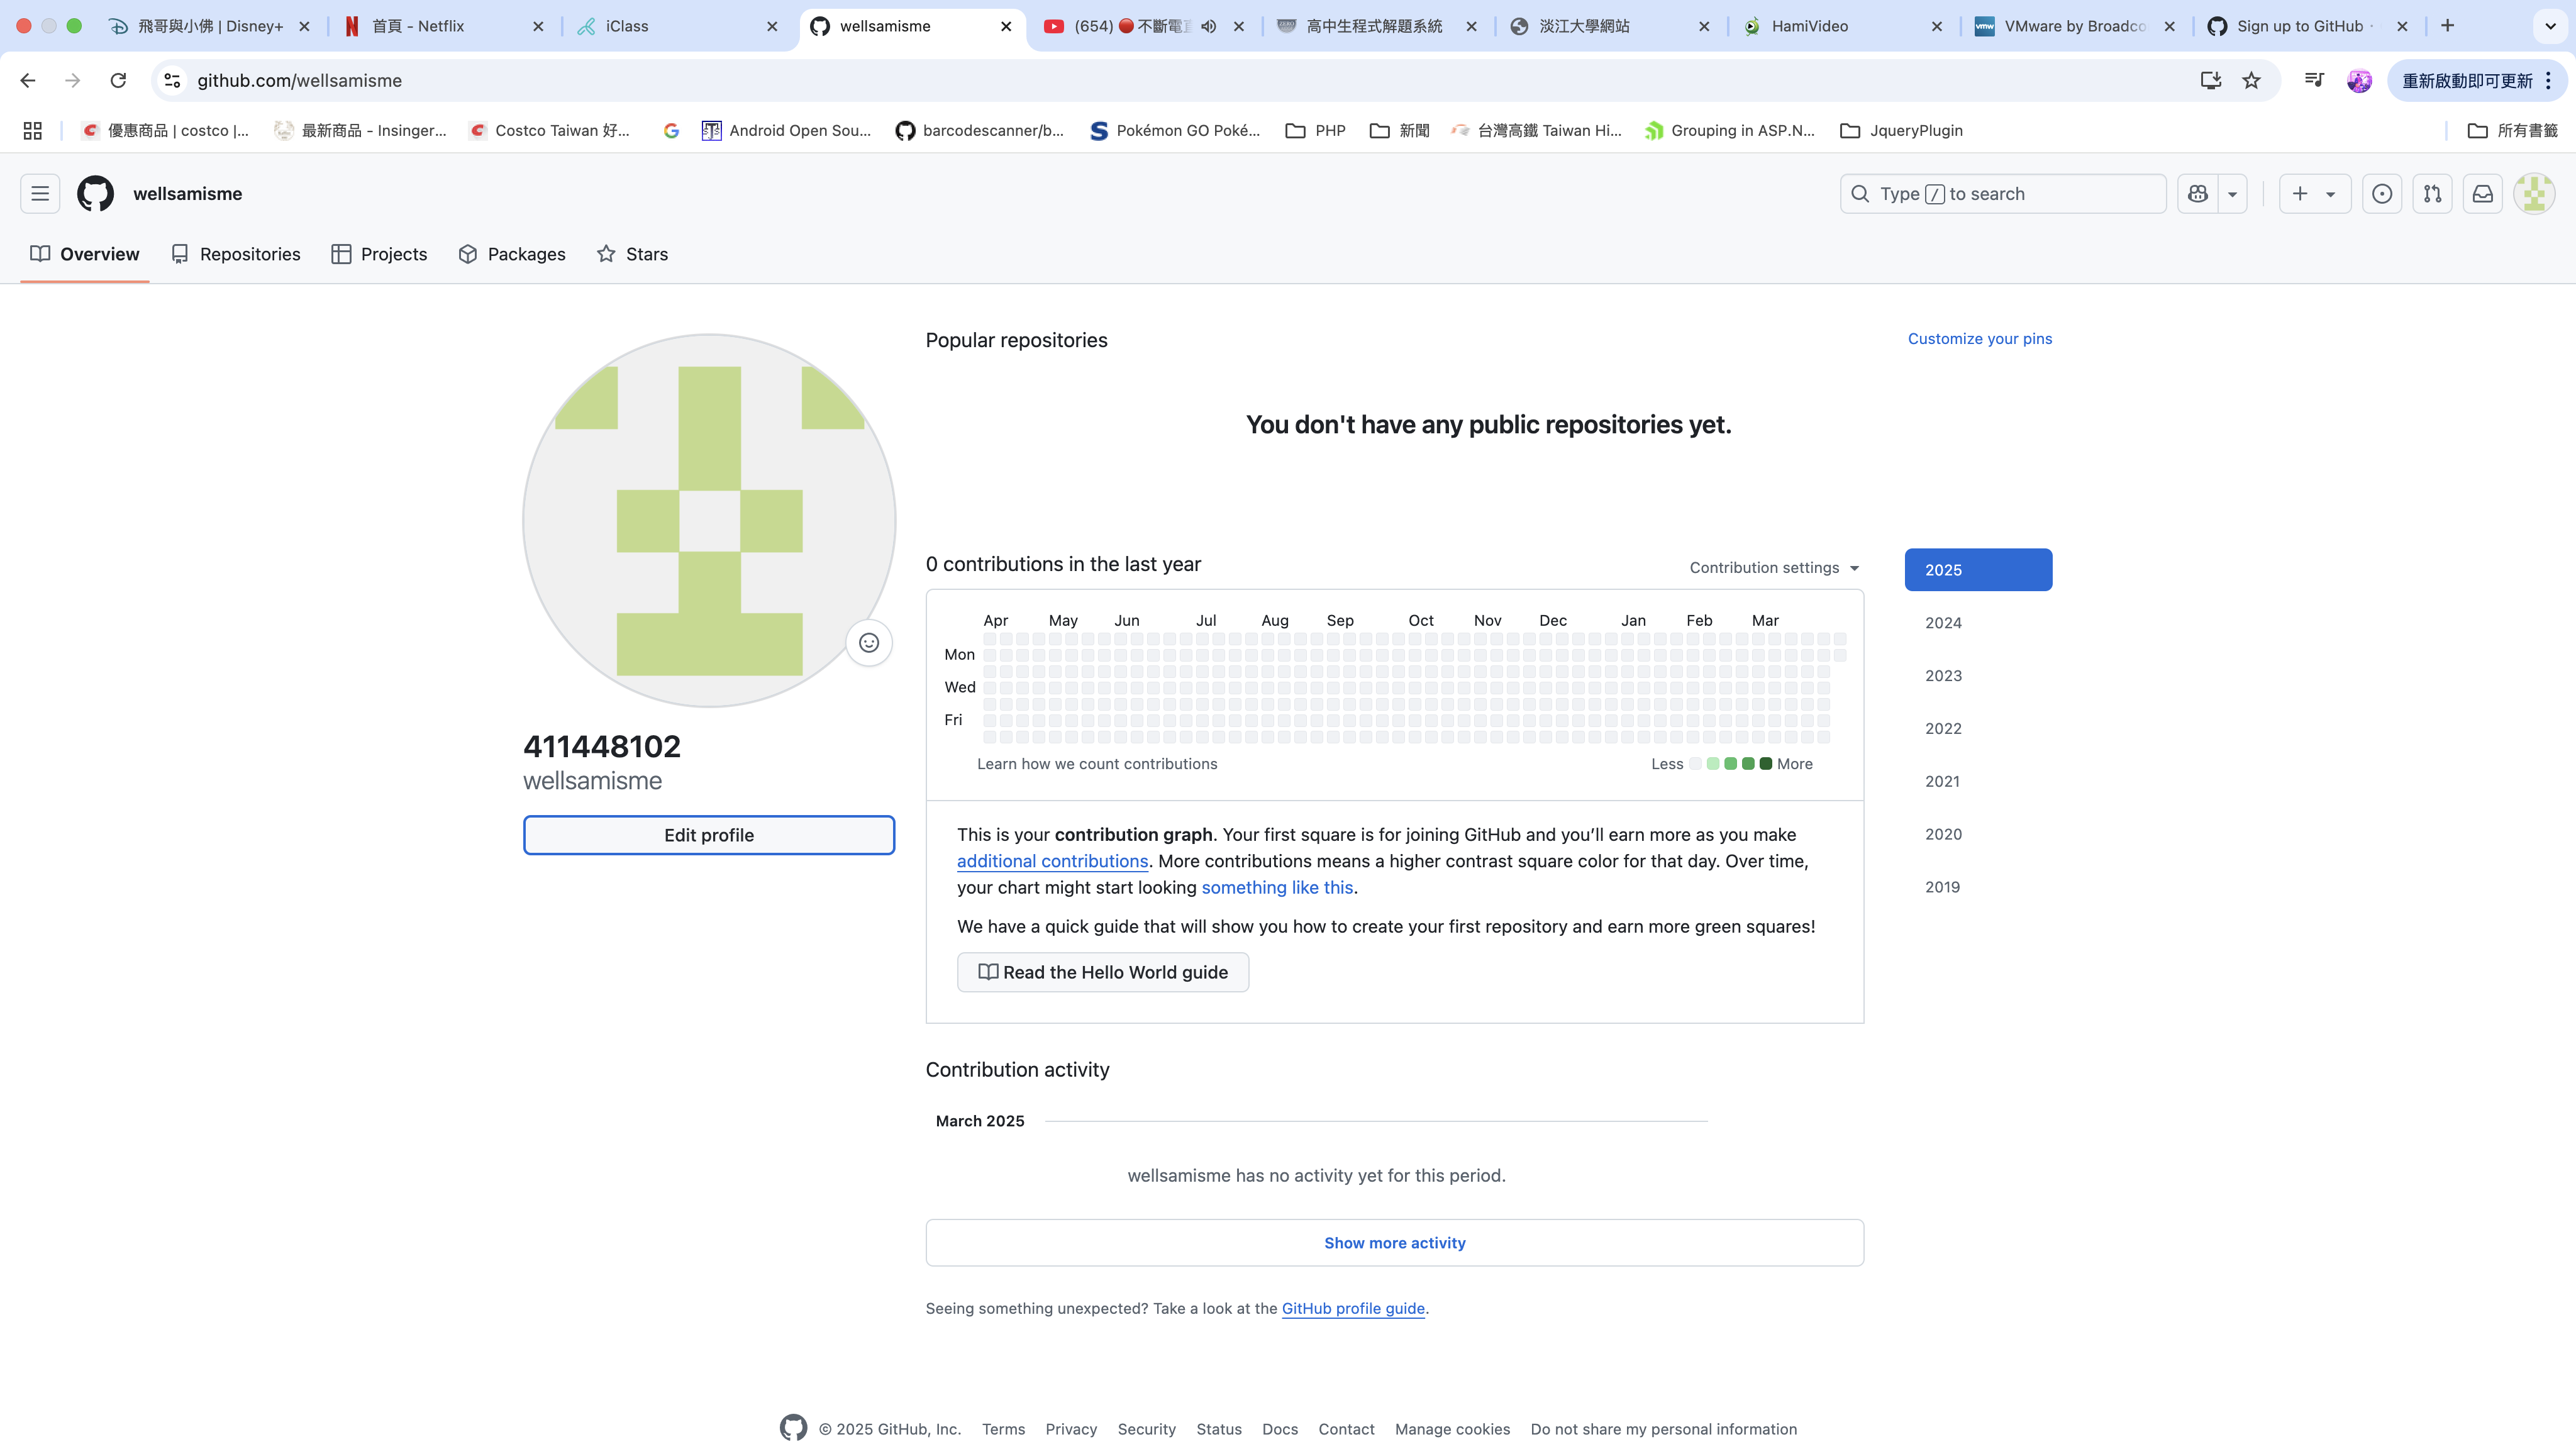 飛哥與小佛 | Disney+
首頁 - Netflix
iClass
wellsamisme
(654) 🔴 不斷電
高中生程式解題系統
淡江大學網站
HamiVideo
VMware by Broadco
Sign up to GitHub ·
github.com/wellsamisme
重新啟動即可更新
優惠商品 | costco |...
最新商品 - Insinger...
Costco Taiwan 好...
Android Open Sou...
barcodescanner/b...
Pokémon GO Poké...
PHP
新聞
台灣高鐵 Taiwan Hi...
Grouping in ASP.N...
JqueryPlugin
所有書籤
wellsamisme
Type / to search
Overview
Repositories
Projects
Packages
Stars
411448102
wellsamisme
Edit profile
Popular repositories
Customize your pins
You don't have any public repositories yet.
0 contributions in the last year
Contribution settings
Apr May Jun Jul Aug Sep Oct Nov Dec Jan Feb Mar
Mon
Wed
Fri
Learn how we count contributions
Less More
This is your contribution graph. Your first square is for joining GitHub and you’ll earn more as you make
additional contributions. More contributions means a higher contrast square color for that day. Over time,
your chart might start looking something like this.
We have a quick guide that will show you how to create your first repository and earn more green squares!
Read the Hello World guide
2025
2024
2023
2022
2021
2020
2019
Contribution activity
March 2025
wellsamisme has no activity yet for this period.
Show more activity
Seeing something unexpected? Take a look at the GitHub profile guide.
© 2025 GitHub, Inc.
Terms
Privacy
Security
Status
Docs
Contact
Manage cookies
Do not share my personal information